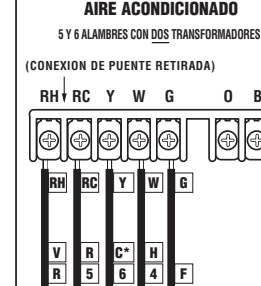 AIRE ACONDICIONADO
5 Y 6 ALAMBRES CON DOS TRANSFORMADORES
(CONEXION DE PUENTE RETIRADA)
RH RC Y W G O B
RH RC Y W G
V R C* H
R 5 6 4 F